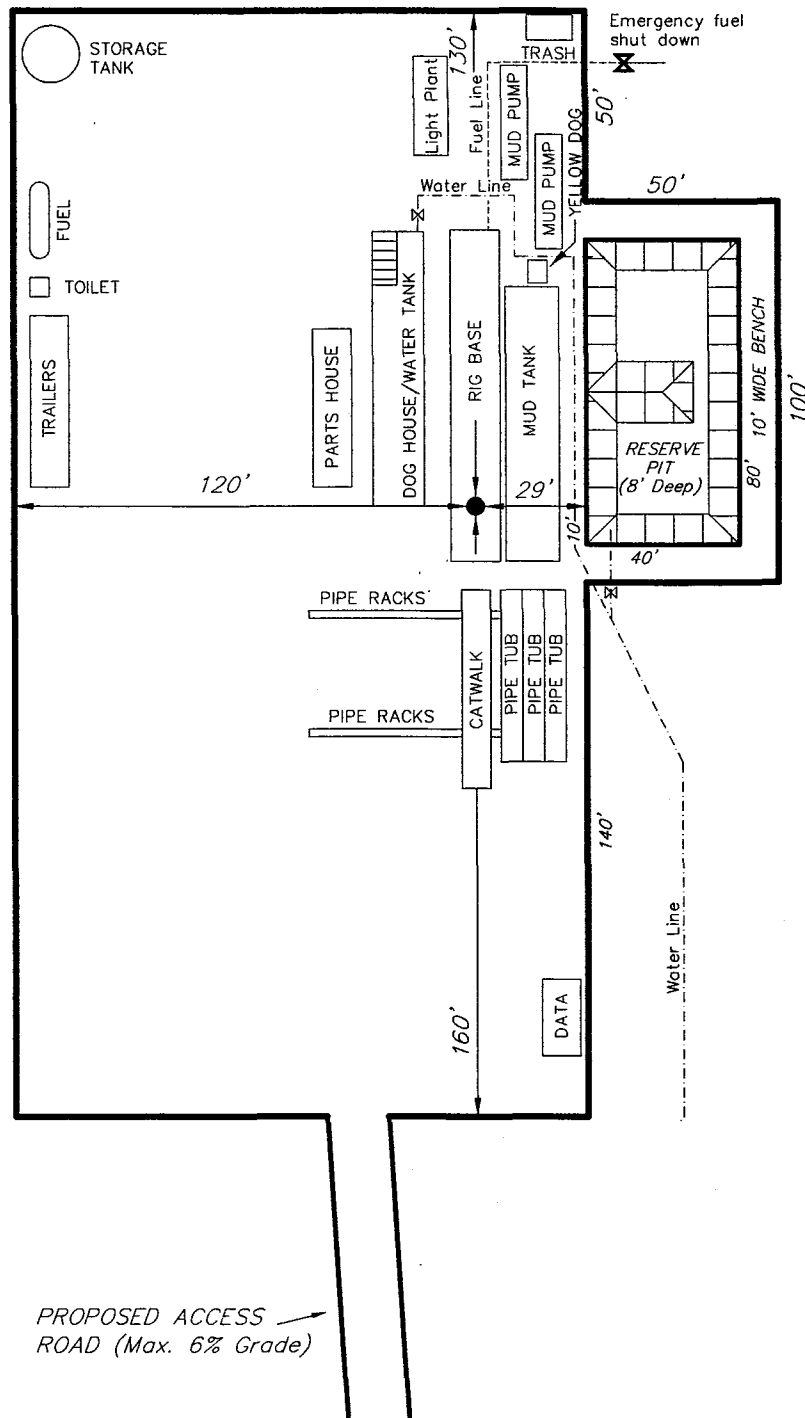 Emergency fuel
shut down
STORAGE
TANK
TRASH
130'
Light Plant
Fuel Line
MUD PUMP
MUD PUMP
YELLOW DOG
50'
50'
Water Line
FUEL
TOILET
TRAILERS
PARTS HOUSE
DOG HOUSE/WATER TANK
RIG BASE
MUD TANK
RESERVE
PIT
(8' Deep)
80'
10' WIDE BENCH
100'
120'
29'
10'
40'
PIPE RACKS
PIPE RACKS
CATWALK
PIPE TUB
PIPE TUB
PIPE TUB
140'
Water Line
160'
DATA
PROPOSED ACCESS
ROAD (Max. 6% Grade)